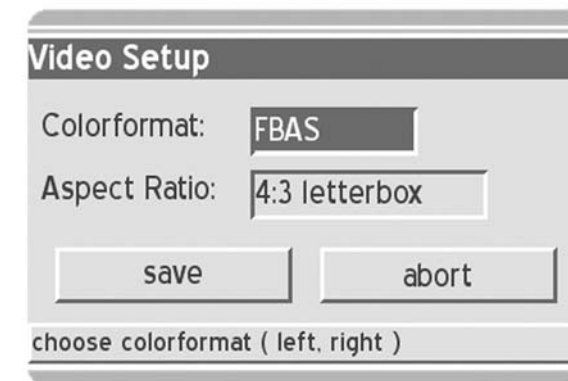 Video Setup
Colorformat: FBAS
Aspect Ratio: 4:3 letterbox
save abort
choose colorformat ( left, right )